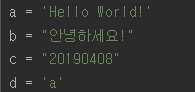 a = 'Hello World!'
b = "안녕하세요!"
c = "20190408"
d = 'a'